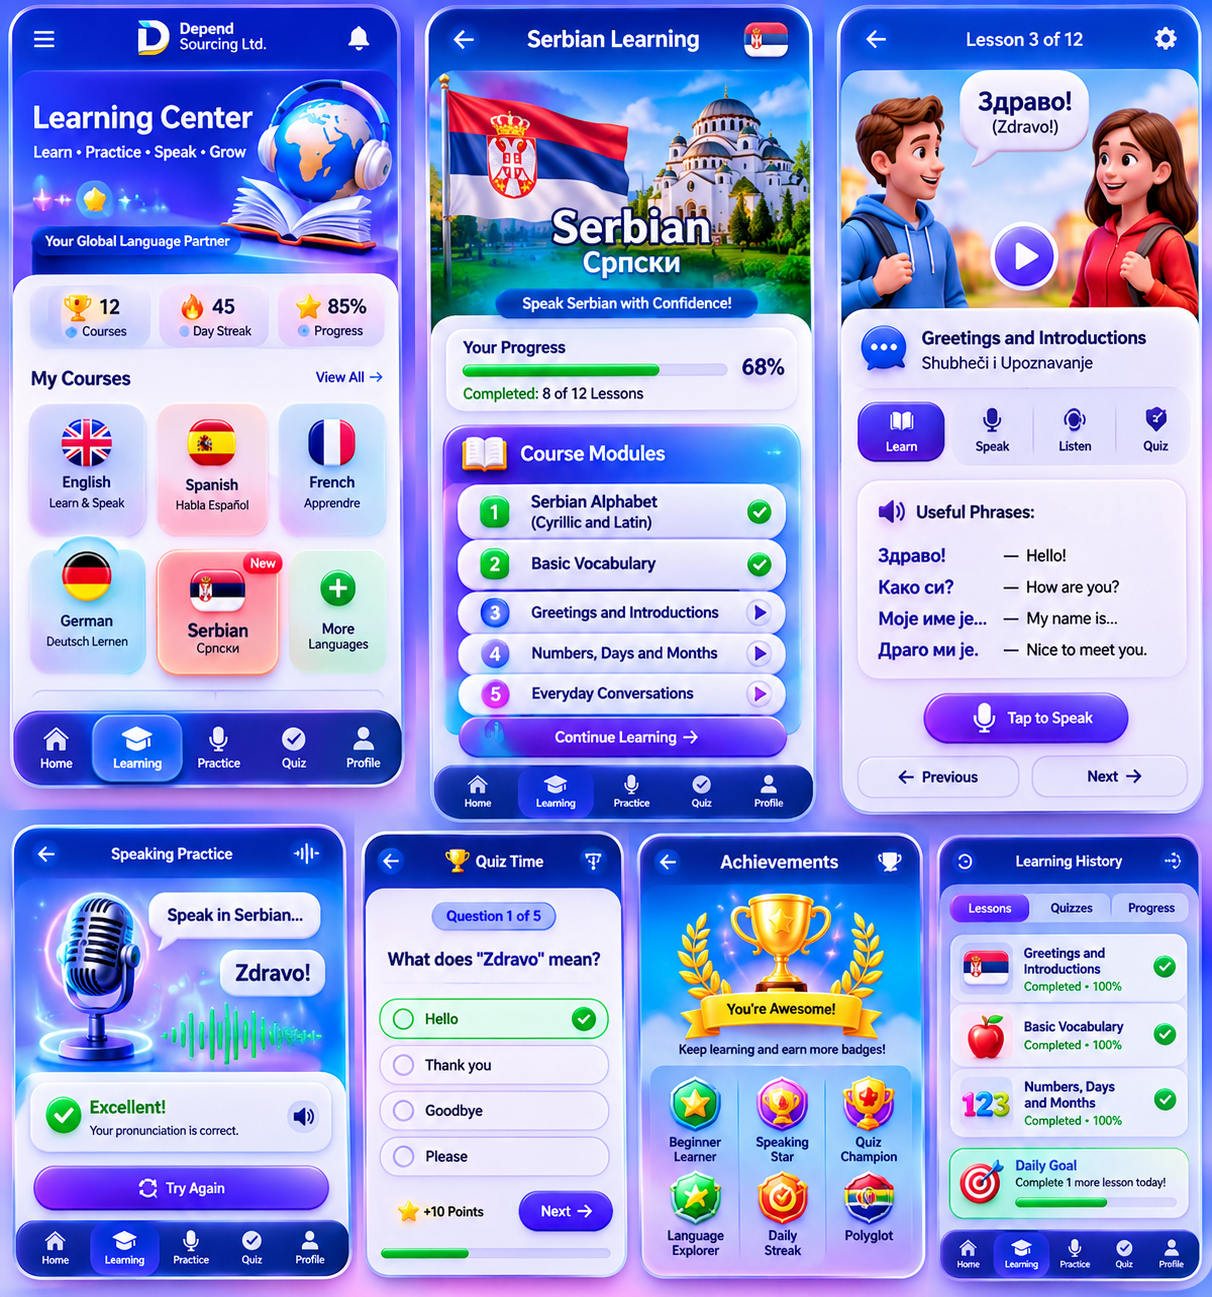 Depend
Sourcing Ltd.
Learning Center
Learn • Practice • Speak • Grow
Your Global Language Partner
12
Courses
45
Day Streak
85%
Progress
My Courses
View All →
English
Learn & Speak
Spanish
Habla Español
French
Apprendre
German
Deutsch Lernen
New
Serbian
Српски
More
Languages
Home
Learning
Practice
Quiz
Profile
Serbian Learning
Serbian
Српски
Speak Serbian with Confidence!
Your Progress
68%
Completed: 8 of 12 Lessons
Course Modules
1
Serbian Alphabet
(Cyrillic and Latin)
2
Basic Vocabulary
3
Greetings and Introductions
4
Numbers, Days and Months
5
Everyday Conversations
Continue Learning →
Home
Learning
Practice
Quiz
Profile
Lesson 3 of 12
Здраво!
(Zdravo!)
Greetings and Introductions
Shubheči i Upoznavanje
Learn
Speak
Listen
Quiz
Useful Phrases:
Здраво! — Hello!
Како си? — How are you?
Моје име је... — My name is...
Драго ми је. — Nice to meet you.
Tap to Speak
← Previous
Next →
Speaking Practice
Speak in Serbian...
Zdravo!
Excellent!
Your pronunciation is correct.
Try Again
Home
Learning
Practice
Quiz
Profile
Quiz Time
Question 1 of 5
What does "Zdravo" mean?
Hello
Thank you
Goodbye
Please
+10 Points
Next →
Achievements
You're Awesome!
Keep learning and earn more badges!
Beginner
Learner
Speaking
Star
Quiz
Champion
Language
Explorer
Daily
Streak
Polyglot
Learning History
Lessons
Quizzes
Progress
Greetings and
Introductions
Completed • 100%
Basic Vocabulary
Completed • 100%
123
Numbers, Days
and Months
Completed • 100%
Daily Goal
Complete 1 more lesson today!
Home
Learning
Practice
Quiz
Profile